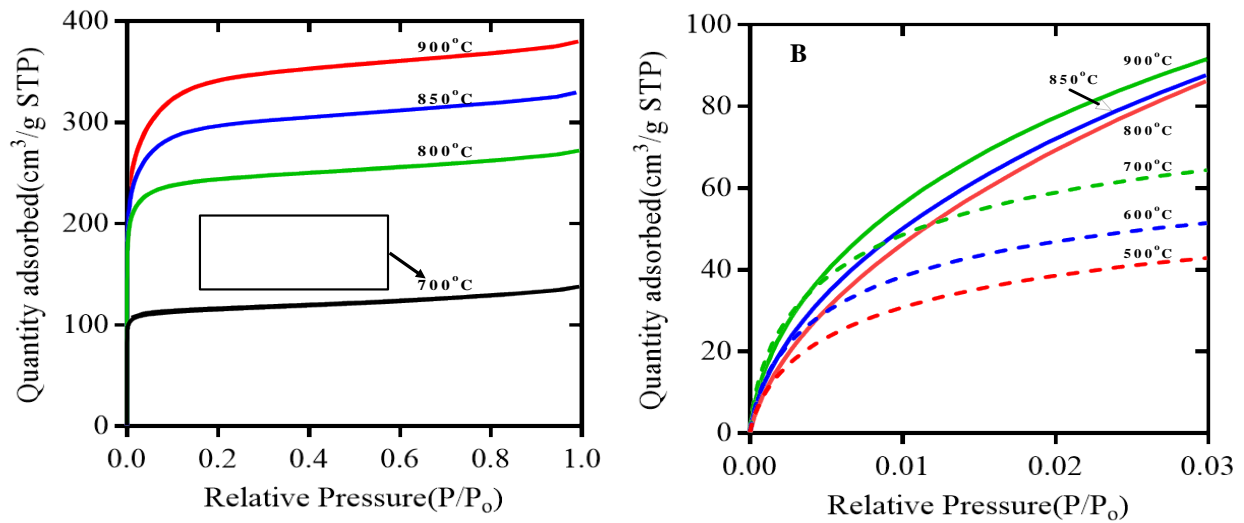 Quantity adsorbed(cm³/g STP)
400
300
200
100
0
900°C
850°C
800°C
700°C
0.0 0.2 0.4 0.6 0.8 1.0
Relative Pressure(P/Pₒ)
Quantity adsorbed(cm³/g STP)
100
80
60
40
20
0
B
900°C
850°C
800°C
700°C
600°C
500°C
0.00 0.01 0.02 0.03
Relative Pressure(P/Pₒ)